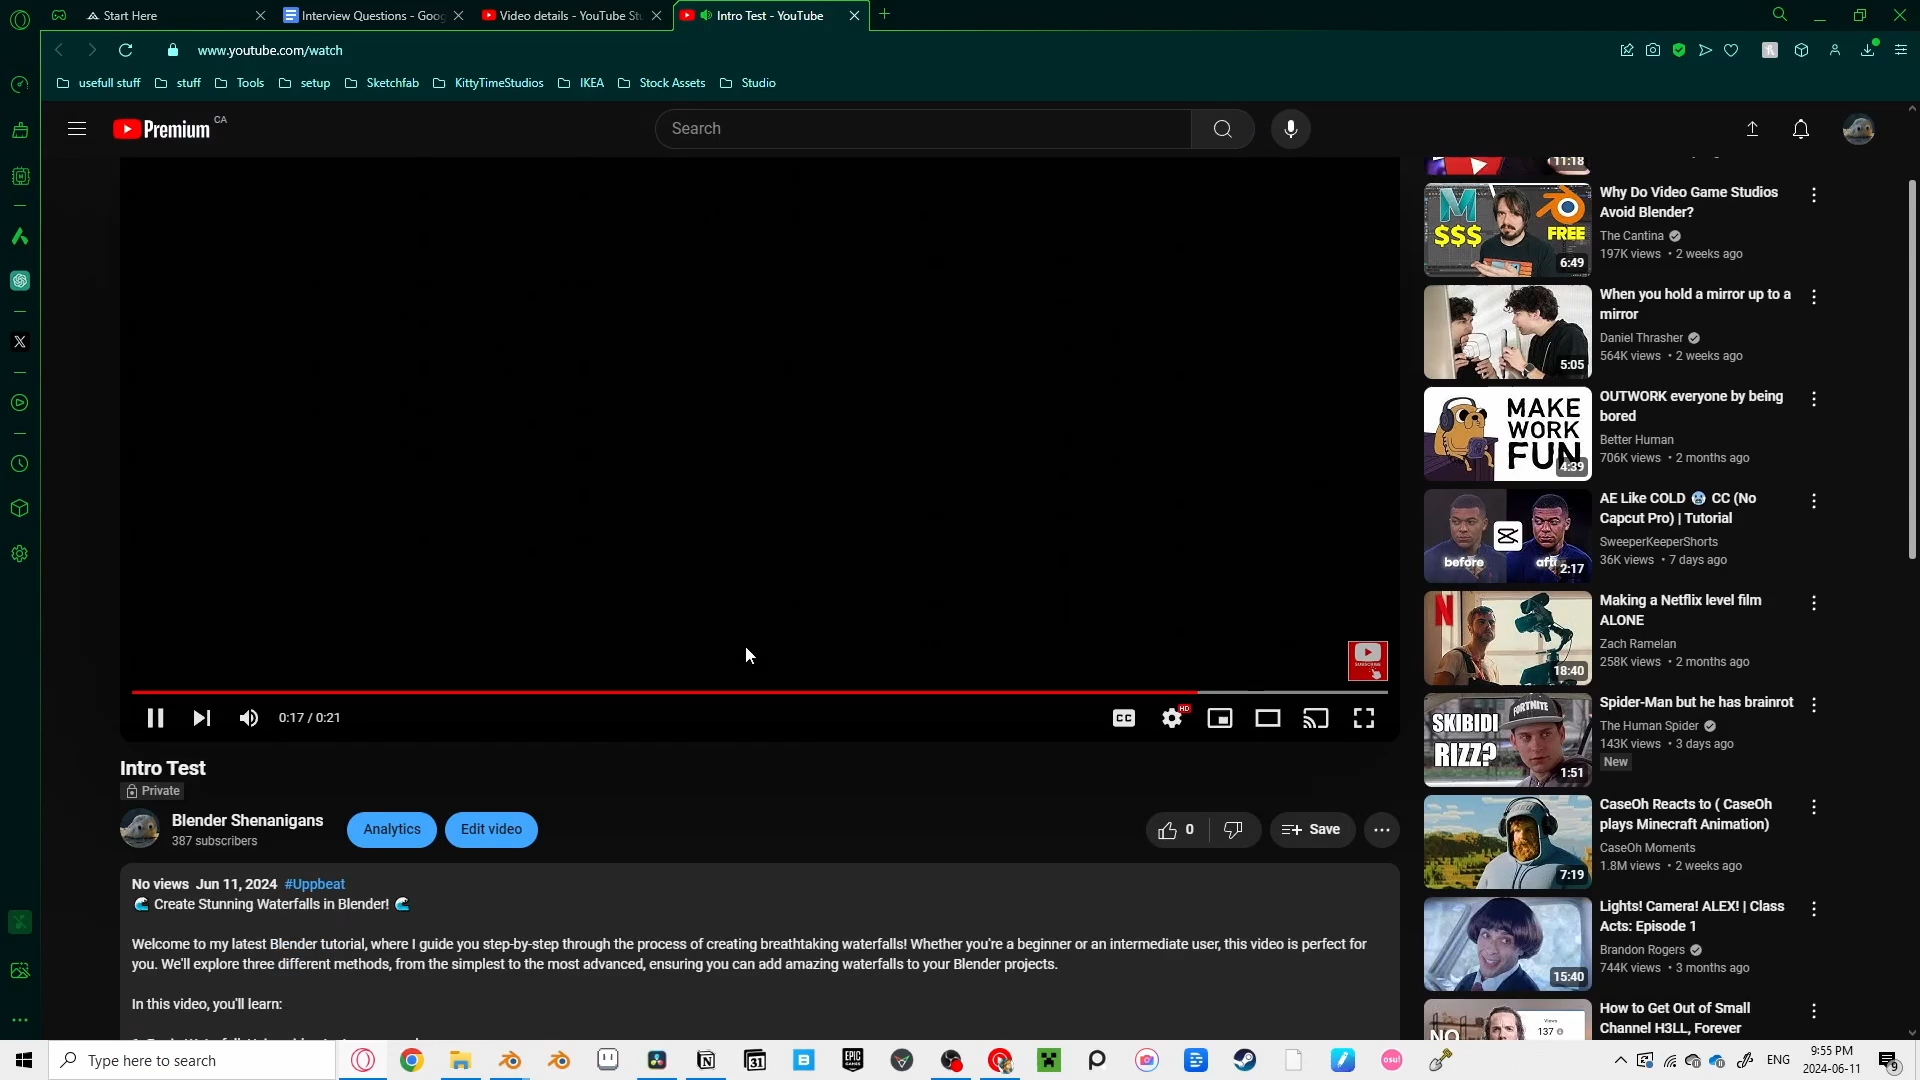 Start Here
Interview Questions - Goog
Video details - YouTube Stu
Intro Test - YouTube
www.youtube.com/watch
usefull stuff
stuff
Tools
setup
Sketchfab
KittyTimeStudios
IKEA
Stock Assets
Studio
Premium CA
Search
11:18
M
$$$
FREE
6:49
Why Do Video Game Studios
Avoid Blender?
The Cantina
197K views • 2 weeks ago
5:05
When you hold a mirror up to a
mirror
Daniel Thrasher
564K views • 2 weeks ago
MAKE
WORK
FUN
4:39
OUTWORK everyone by being
bored
Better Human
706K views • 2 months ago
before
2:17
AE Like COLD 🥶 CC (No
Capcut Pro) | Tutorial
SweeperKeeperShorts
36K views • 7 days ago
N
18:40
Making a Netflix level film
ALONE
Zach Ramelan
258K views • 2 months ago
FORTNITE
SKIBIDI
RIZZ?
1:51
Spider-Man but he has brainrot
The Human Spider
143K views • 3 days ago
New
7:19
CaseOh Reacts to ( CaseOh
plays Minecraft Animation)
CaseOh Moments
1.8M views • 2 weeks ago
15:40
Lights! Camera! ALEX! | Class
Acts: Episode 1
Brandon Rogers
744K views • 3 months ago
NO
Views
137
How to Get Out of Small
Channel H3LL, Forever
SUBSCRIBE
0:17 / 0:21
CC
HD
Intro Test
Private
Blender Shenanigans
387 subscribers
Analytics
Edit video
0
Save
No views Jun 11, 2024 #Uppbeat
🌊 Create Stunning Waterfalls in Blender! 🌊
Welcome to my latest Blender tutorial, where I guide you step-by-step through the process of creating breathtaking waterfalls! Whether you're a beginner or an intermediate user, this video is perfect for
you. We'll explore three different methods, from the simplest to the most advanced, ensuring you can add amazing waterfalls to your Blender projects.
In this video, you'll learn:
Type here to search
31
B
EPIC
GAMES
osu!
ENG
9:55 PM
2024-06-11
9